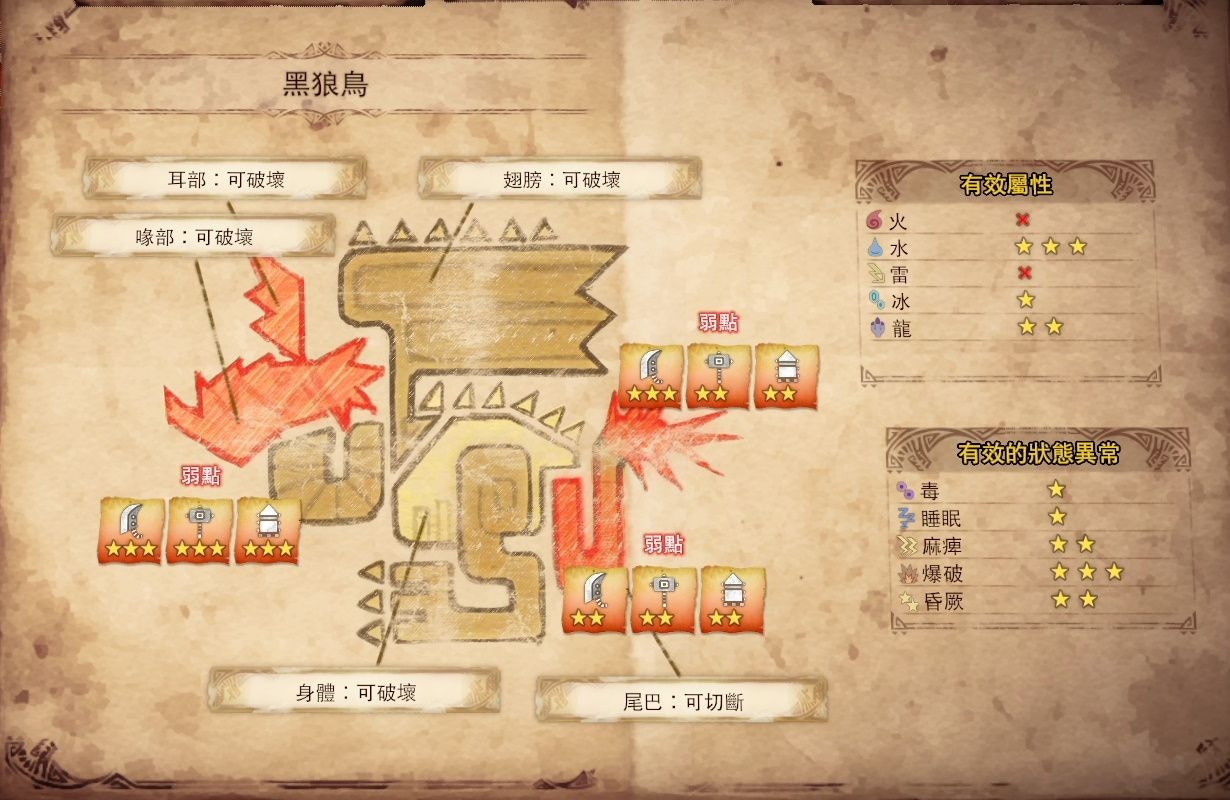 黑狼鳥
耳部：可破壞
翅膀：可破壞
喙部：可破壞
弱點
弱點
弱點
身體：可破壞
尾巴：可切斷
有效屬性
火
水
雷
冰
龍
有效的狀態異常
毒
睡眠
麻痺
爆破
昏厥